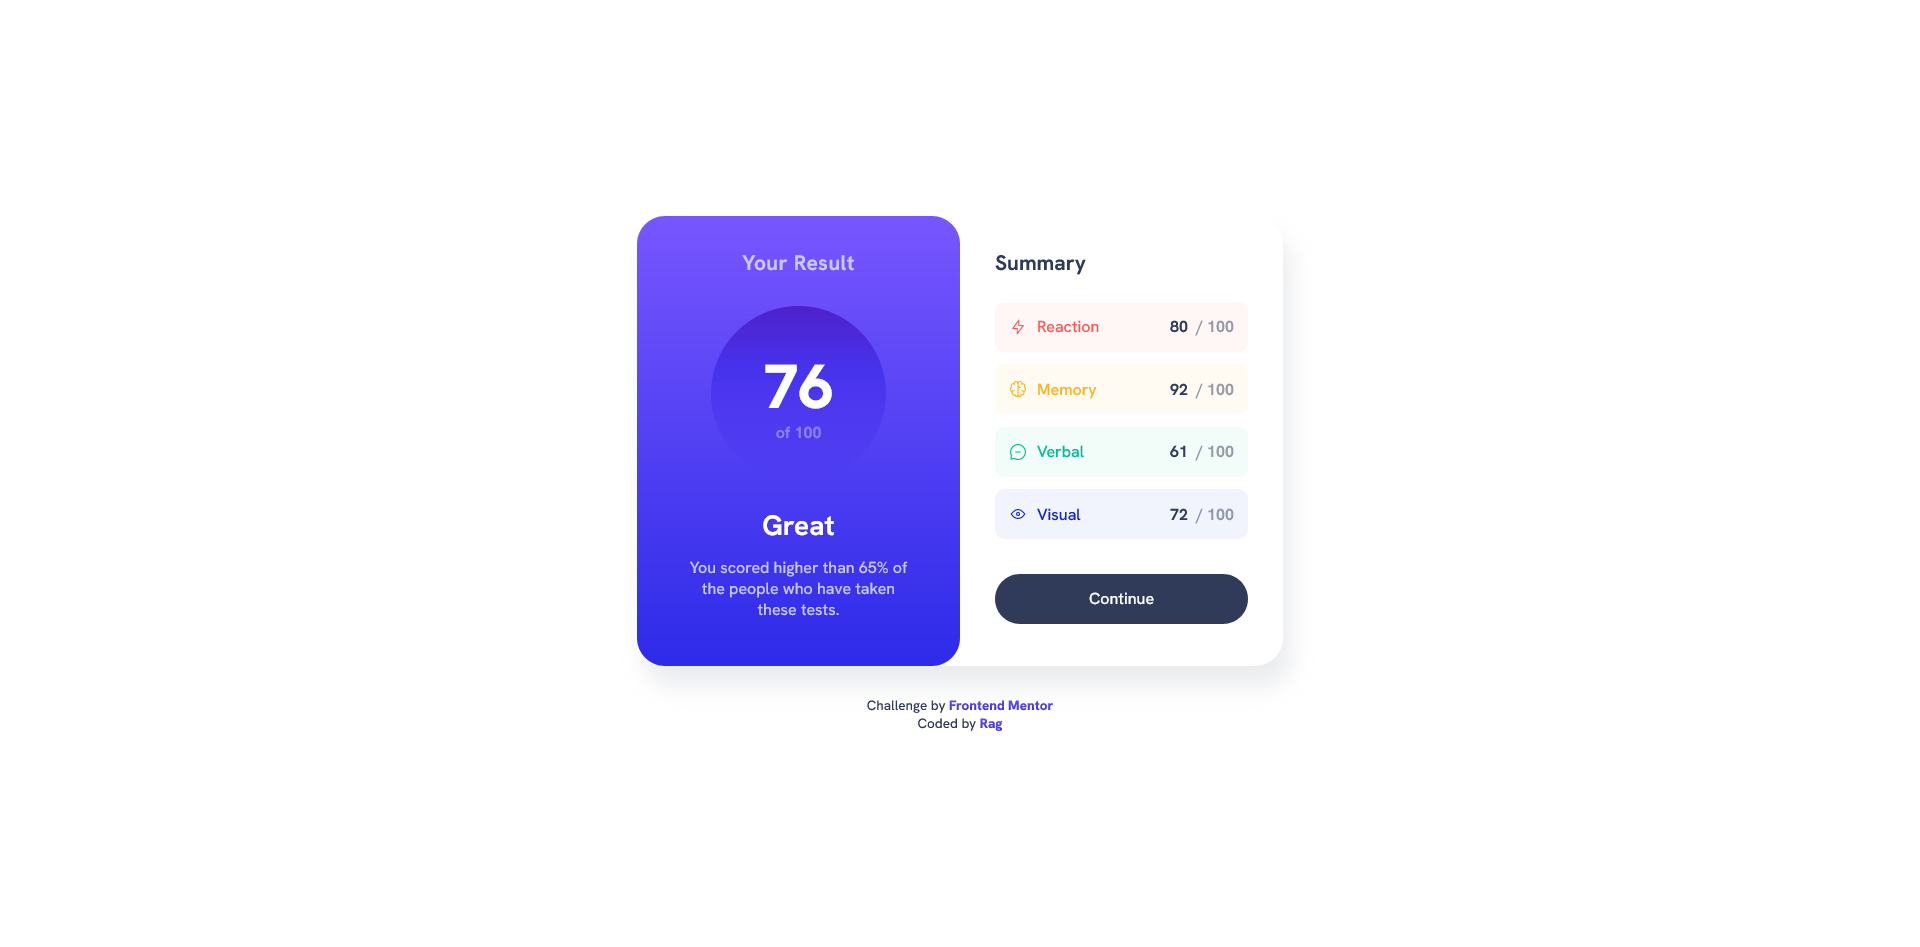 Your Result
76
of 100
Great
You scored higher than 65% of
the people who have taken
these tests.
Summary
Reaction 80 / 100
Memory 92 / 100
Verbal 61 / 100
Visual 72 / 100
Continue
Challenge by Frontend Mentor
Coded by Rag